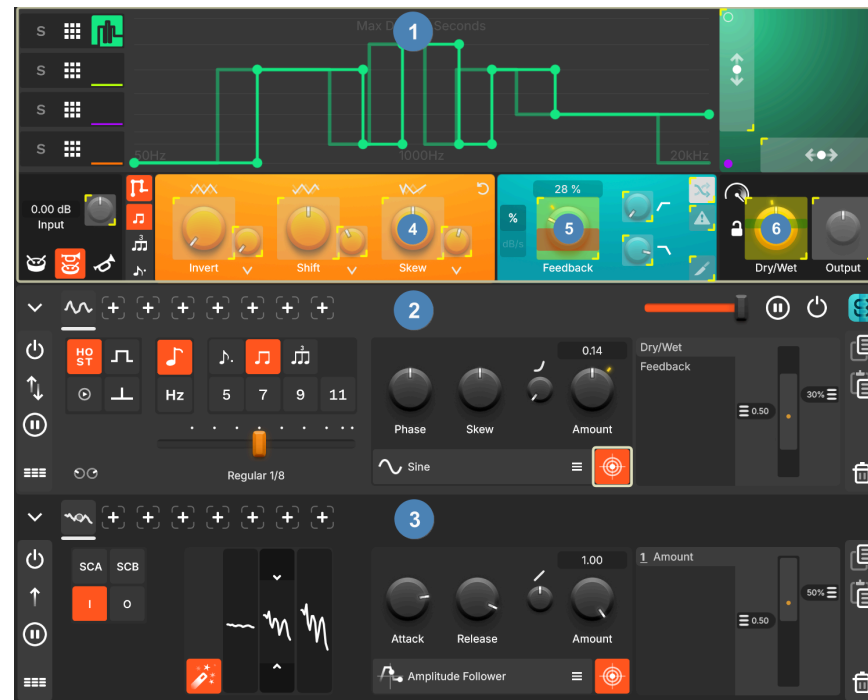 Max D
1
Seconds
S
S
S
S
50Hz
1000Hz
20kHz
0.00 dB
Input
3
Invert
Shift
4
Skew
%
dB/s
28 %
5
Feedback
6
Dry/Wet
Output
2
HO
ST
Hz
3
5
7
9
11
Regular 1/8
Phase
Skew
0.14
Amount
Sine
Dry/Wet
Feedback
0.50
30%
3
SCA
SCB
I
O
Attack
Release
1.00
Amount
Amplitude Follower
1 Amount
0.50
50%